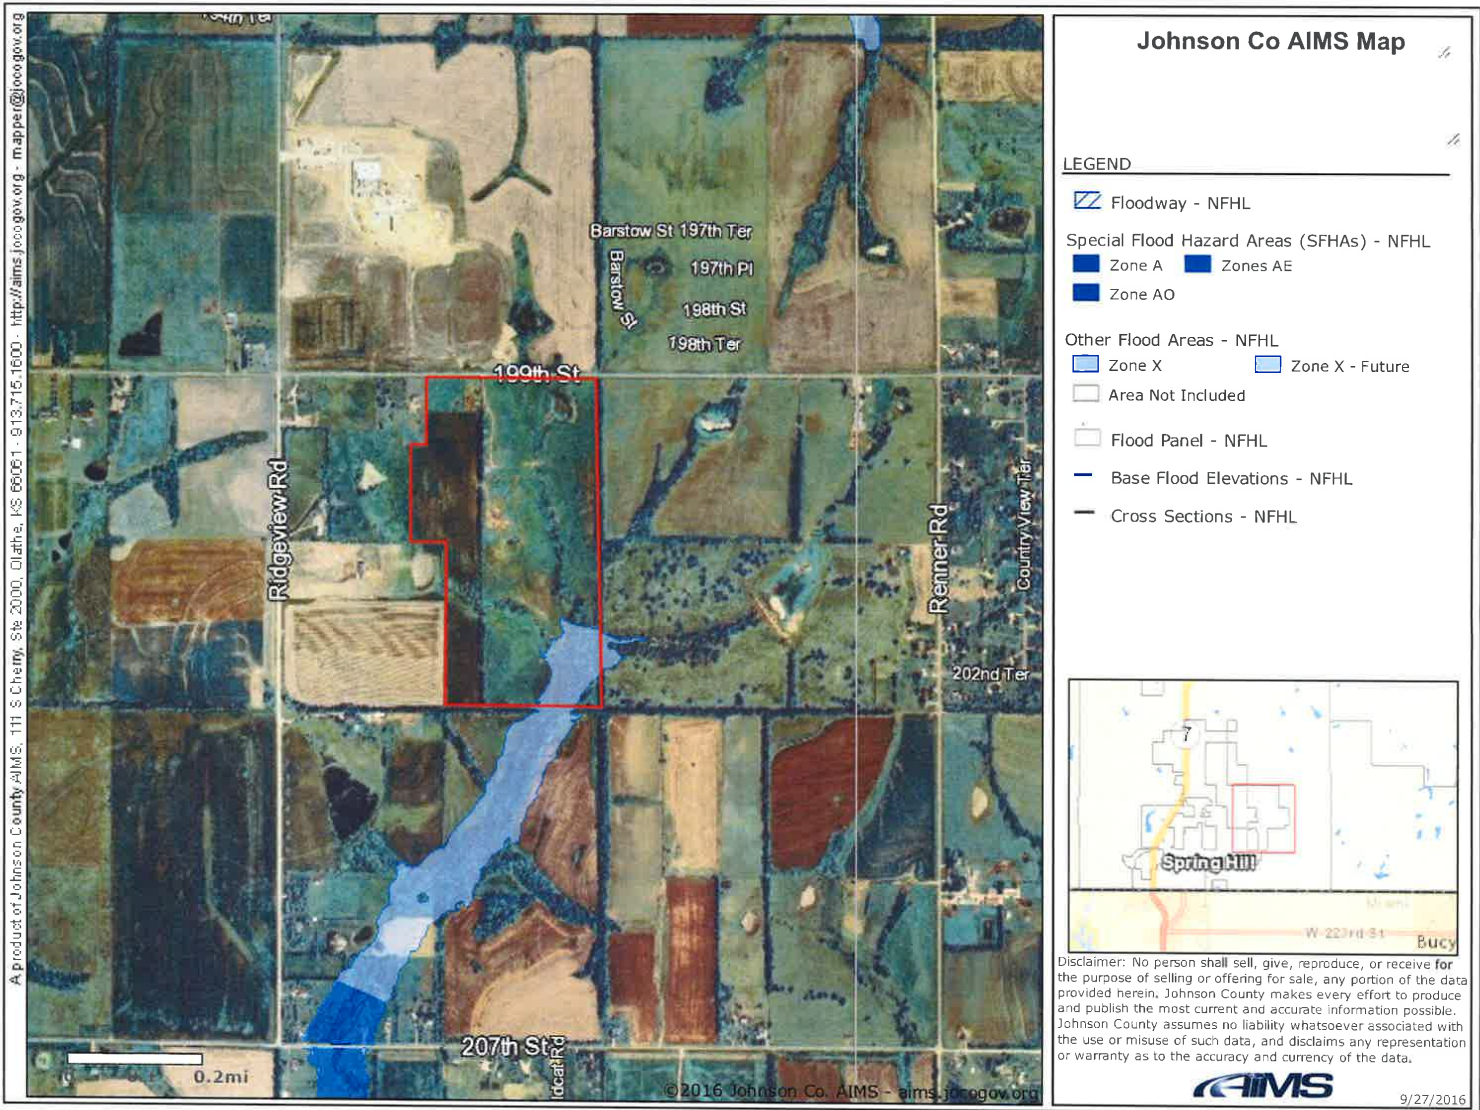 A product of Johnson County AIMS, 111 S Cherry, Ste 2000, Olathe, KS 66061 - 913.715.1600 - http://aims.jocogov.org - mapper@jocogov.org
194th Ter
Barstow St 197th Ter
Barstow St
197th Pl
198th St
198th Ter
199th St
Ridgeview Rd
Renner Rd
Country View Ter
202nd Ter
207th St
0.2mi
©2016 Johnson Co. AIMS - aims.jocogov.org
Johnson Co AIMS Map
LEGEND
Floodway - NFHL
Special Flood Hazard Areas (SFHAs) - NFHL
Zone A Zones AE
Zone AO
Other Flood Areas - NFHL
Zone X Zone X - Future
Area Not Included
Flood Panel - NFHL
Base Flood Elevations - NFHL
Cross Sections - NFHL
7
Spring Hill
Miami
W 223rd St
Bucy
Disclaimer: No person shall sell, give, reproduce, or receive for
the purpose of selling or offering for sale, any portion of the data
provided herein. Johnson County makes every effort to produce
and publish the most current and accurate information possible.
Johnson County assumes no liability whatsoever associated with
the use or misuse of such data, and disclaims any representation
or warranty as to the accuracy and currency of the data.
AIMS
9/27/2016